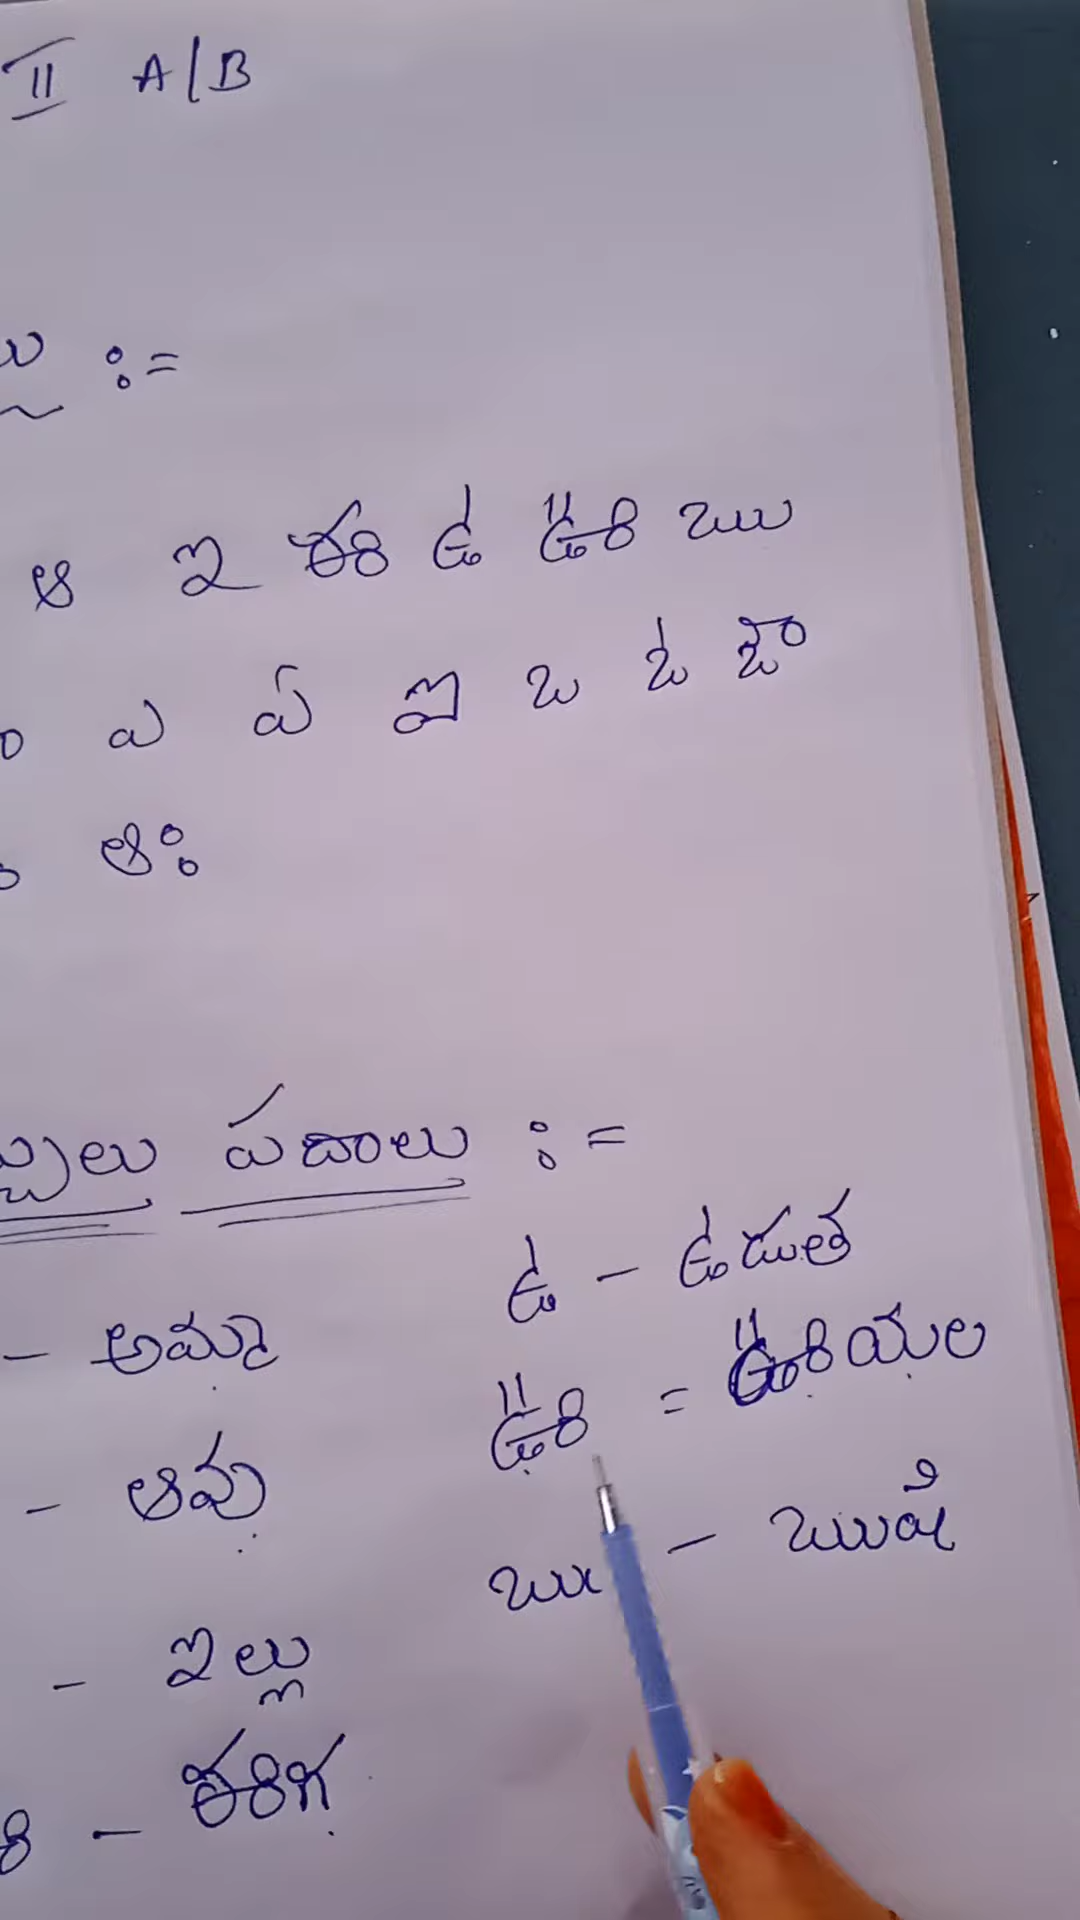 II A/B
లు :=
ఆ ఇ ఈ ఉ ఊ ఋ
ఎ ఏ ఐ ఒ ఓ ఔ
అః
చ్చులు పదాలు :=
- అమ్మ
- ఆవు
- ఇల్లు
ఈ - ఈగ
ఉ - ఉడుత
ఊ = ఊయల
ఋ - ఋషి